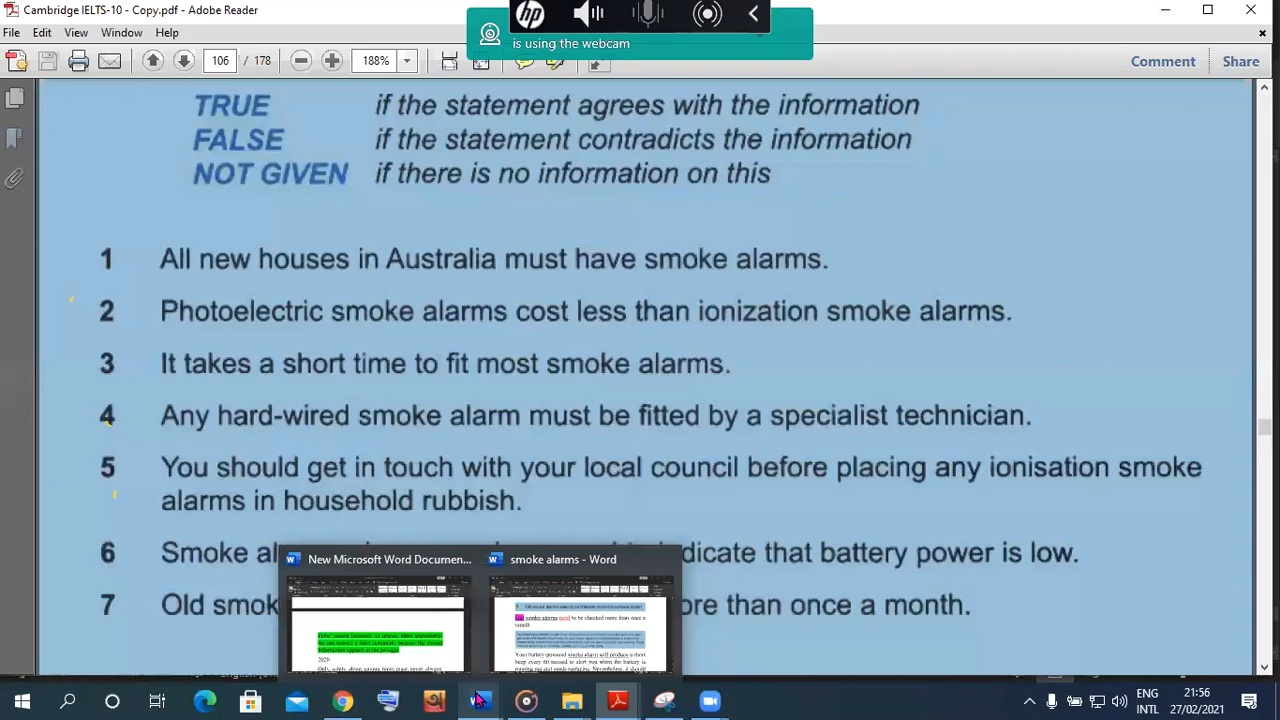 Cambridge IELTS-10 - Copy.pdf - Adobe Reader
hp
is using the webcam
File Edit View Window Help
106 / 178 188% Comment Share
TRUE if the statement agrees with the information
FALSE if the statement contradicts the information
NOT GIVEN if there is no information on this
1 All new houses in Australia must have smoke alarms.
2 Photoelectric smoke alarms cost less than ionization smoke alarms.
3 It takes a short time to fit most smoke alarms.
4 Any hard-wired smoke alarm must be fitted by a specialist technician.
5 You should get in touch with your local council before placing any ionisation smoke
alarms in household rubbish.
6 Smoke dicate that battery power is low.
7 Old smok ore than once a month.
New Microsoft Word Documen... smoke alarms - Word
ENG 21:56
INTL 27/02/2021